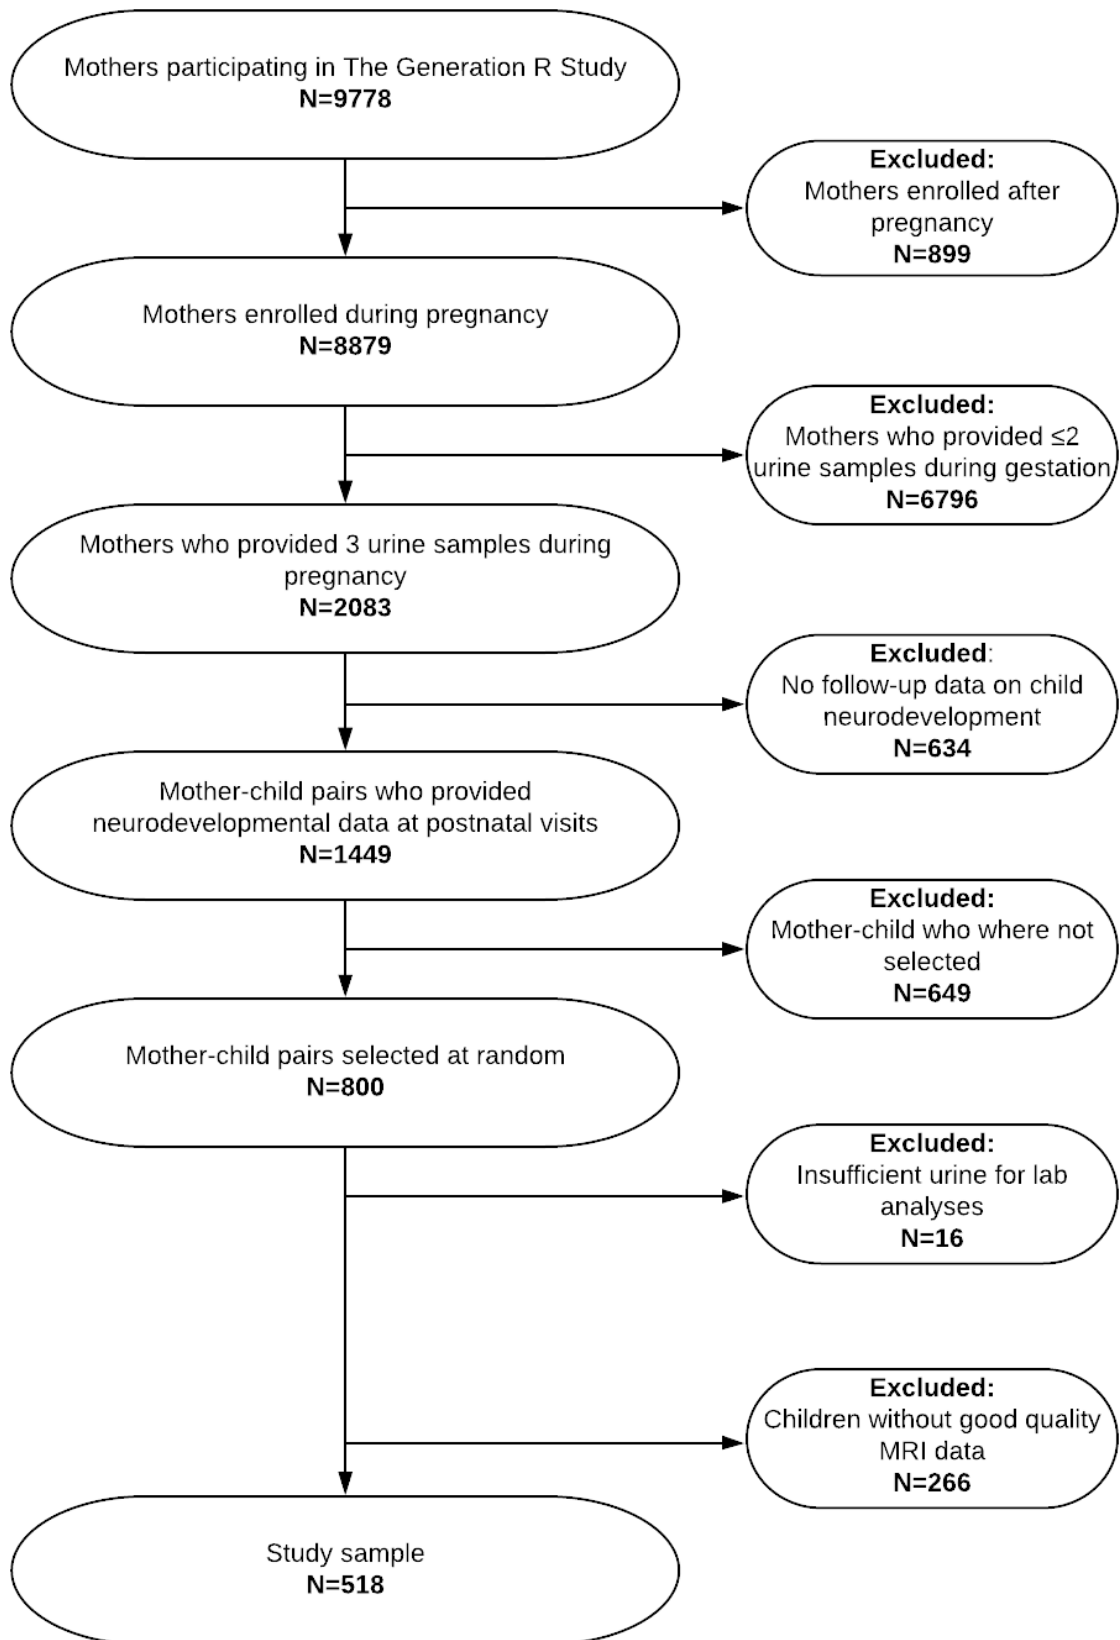 Mothers participating in The Generation R Study
N=9778
Excluded:
Mothers enrolled after
pregnancy
N=899
Mothers enrolled during pregnancy
N=8879
Excluded:
Mothers who provided ≤2
urine samples during gestation
N=6796
Mothers who provided 3 urine samples during
pregnancy
N=2083
Excluded:
No follow-up data on child
neurodevelopment
N=634
Mother-child pairs who provided
neurodevelopmental data at postnatal visits
N=1449
Excluded:
Mother-child who where not
selected
N=649
Mother-child pairs selected at random
N=800
Excluded:
Insufficient urine for lab
analyses
N=16
Excluded:
Children without good quality
MRI data
N=266
Study sample
N=518